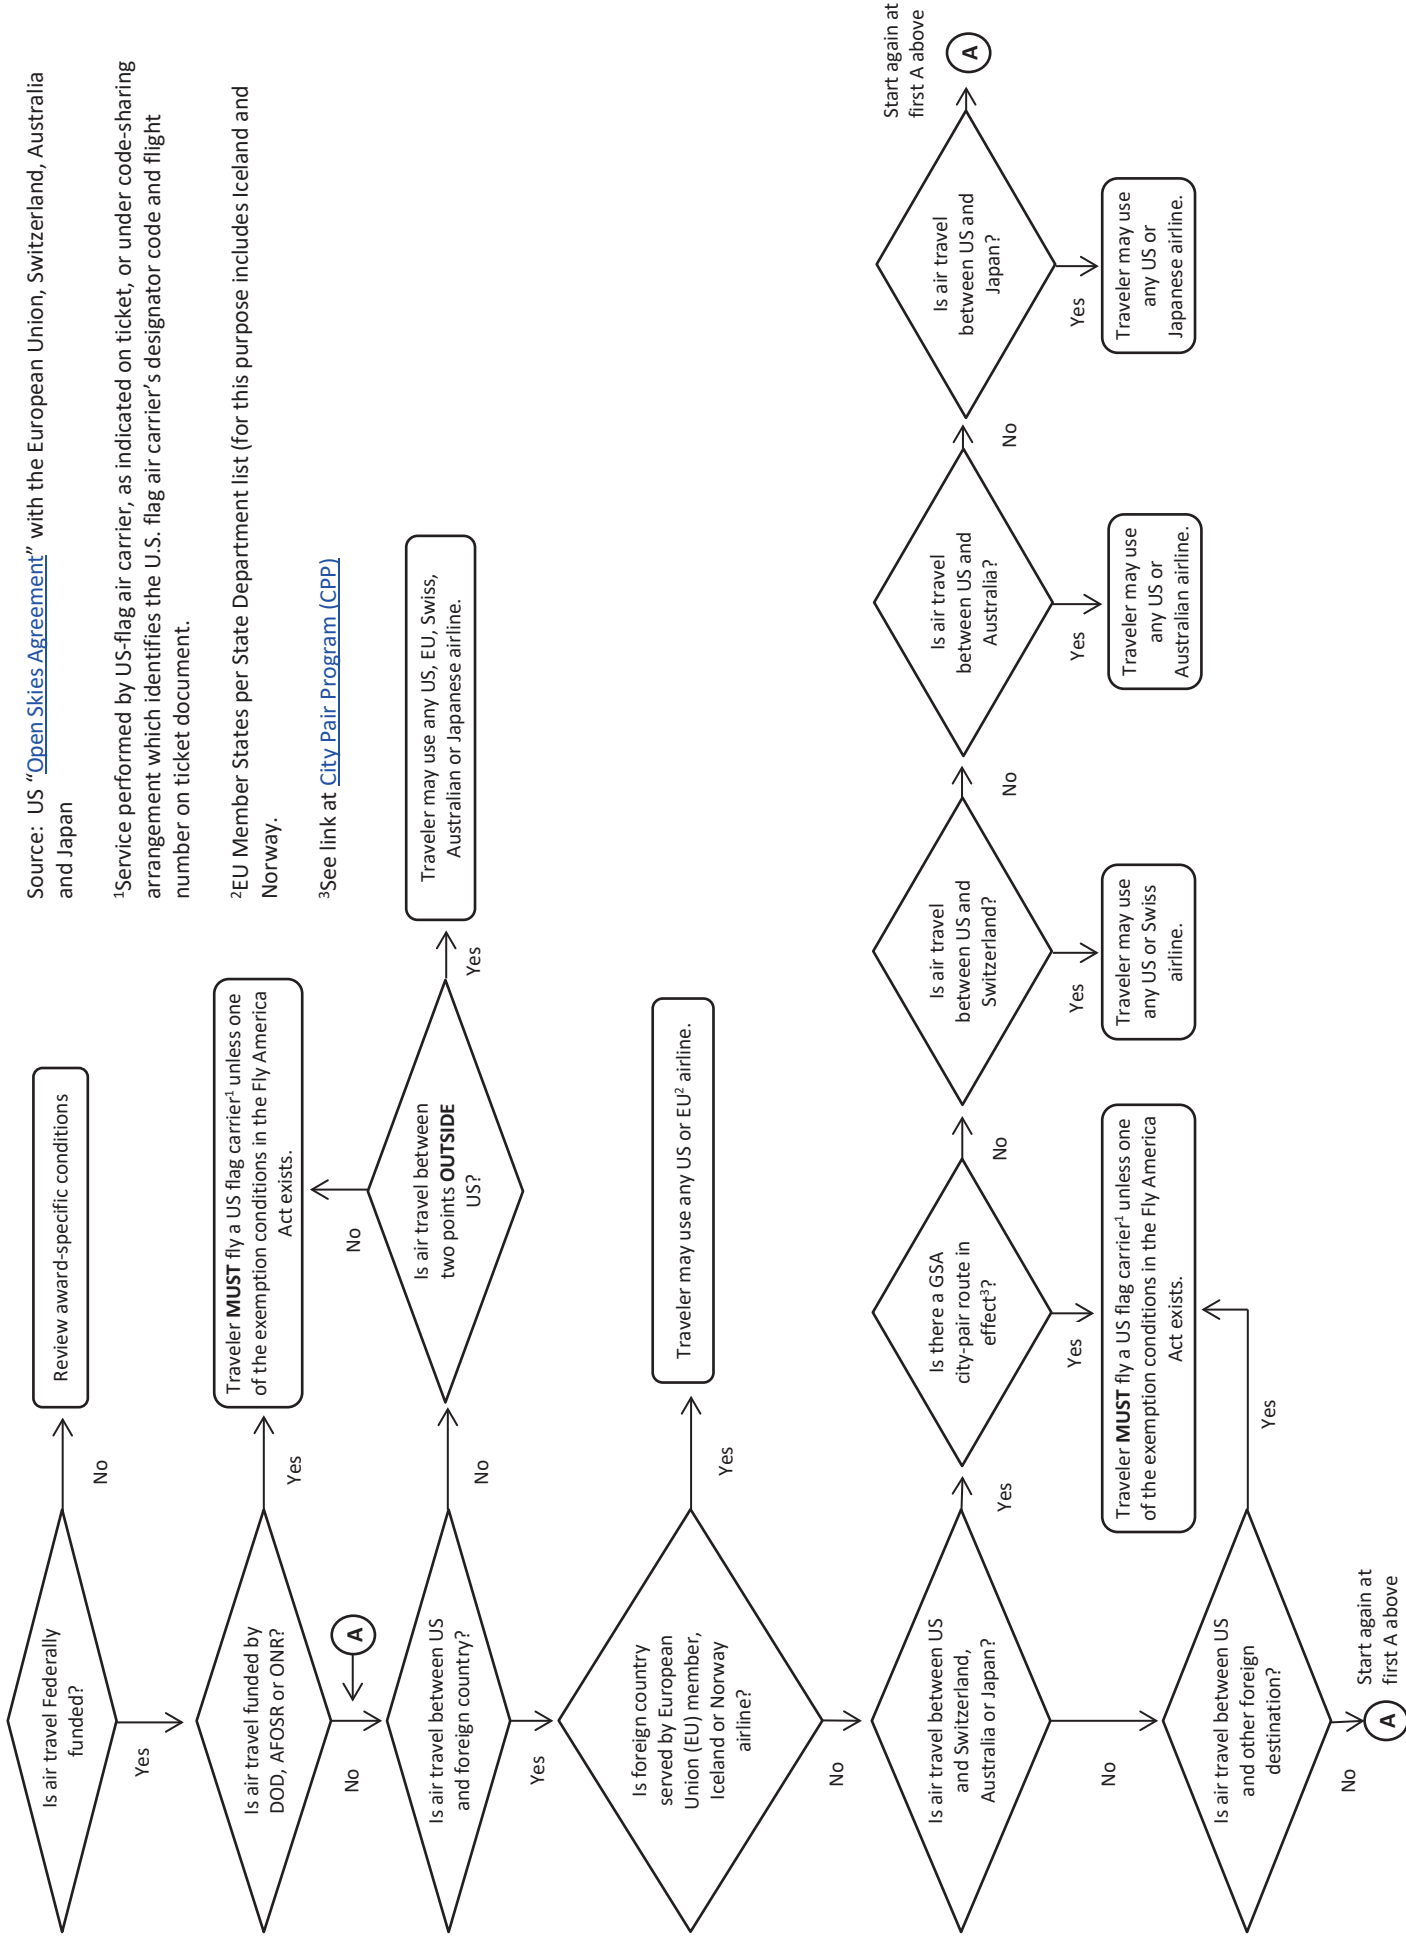 Source: US “Open Skies Agreement” with the European Union, Switzerland, Australia
and Japan
¹Service performed by US-flag air carrier, as indicated on ticket, or under code-sharing
arrangement which identifies the U.S. flag air carrier’s designator code and flight
number on ticket document.
²EU Member States per State Department list (for this purpose includes Iceland and
Norway.
³See link at City Pair Program (CPP)
Is air travel Federally
funded?
No
Review award-specific conditions
Yes
Is air travel funded by
DOD, AFOSR or ONR?
Yes
Traveler MUST fly a US flag carrier¹ unless one
of the exemption conditions in the Fly America
Act exists.
No
A
Is air travel between US
and foreign country?
No
Is air travel between
two points OUTSIDE
US?
No
Yes
Traveler may use any US, EU, Swiss,
Australian or Japanese airline.
Yes
Is foreign country
served by European
Union (EU) member,
Iceland or Norway
airline?
Yes
Traveler may use any US or EU² airline.
No
Is air travel between US
and Switzerland,
Australia or Japan?
Yes
Is there a GSA
city-pair route in
effect³?
No
Is air travel
between US and
Switzerland?
No
Is air travel
between US and
Australia?
No
Is air travel
between US and
Japan?
Start again at
first A above
A
Yes
Traveler MUST fly a US flag carrier¹ unless one
of the exemption conditions in the Fly America
Act exists.
Yes
Traveler may use
any US or Swiss
airline.
Yes
Traveler may use
any US or
Australian airline.
Yes
Traveler may use
any US or
Japanese airline.
No
Is air travel between US
and other foreign
destination?
Yes
No
A
Start again at
first A above